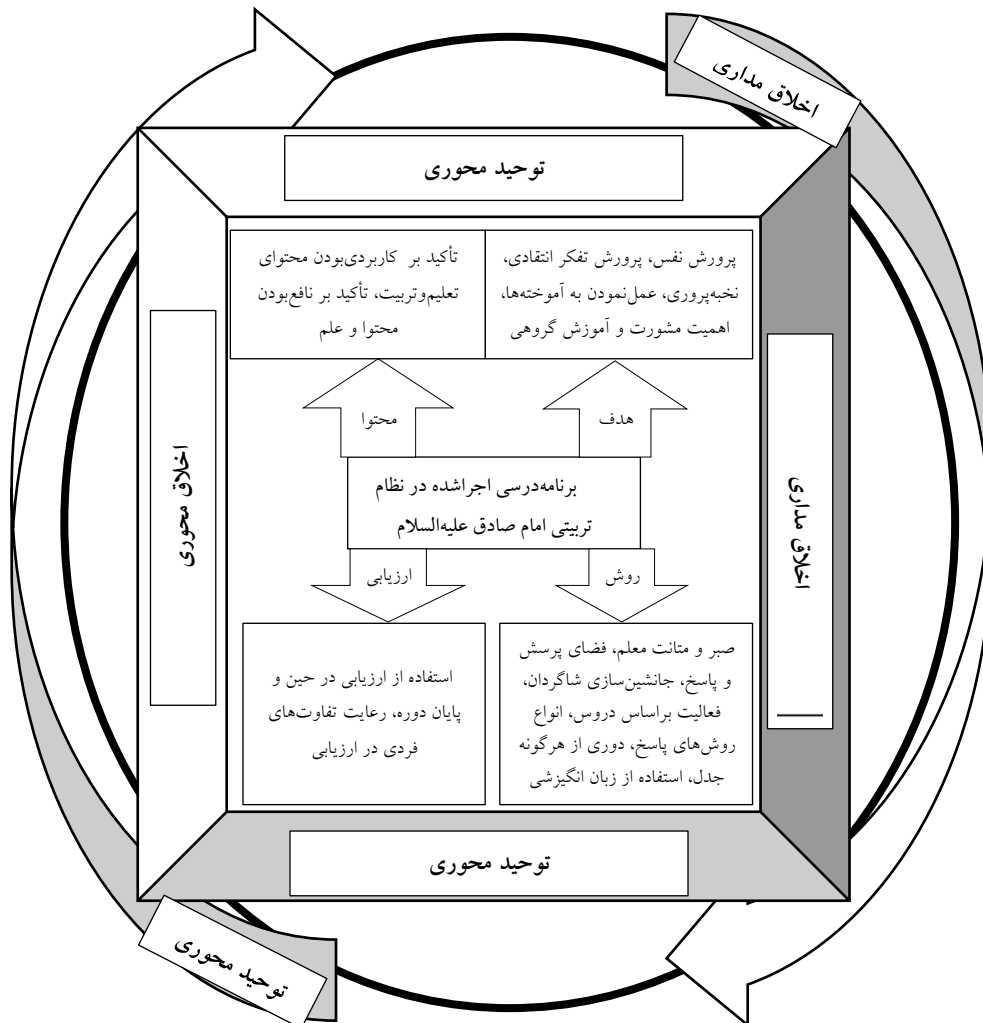 اخلاق مداری
توحید محوری
پرورش نفس، پرورش تفکر انتقادی،
نخبه‌پروری، عمل‌نمودن به آموخته‌ها،
اهمیت مشورت و آموزش گروهی
تأکید بر کاربردی‌بودن محتوای
تعلیم‌وتربیت، تأکید بر نافع‌بودن
محتوا و علم
هدف
محتوا
اخلاق مداری
اخلاق محوری
برنامه‌درسی اجراشده در نظام
تربیتی امام صادق علیه‌السلام
روش
ارزیابی
صبر و متانت معلم، فضای پرسش
و پاسخ، جانشین‌سازی شاگردان،
فعالیت براساس دروس، انواع
روش‌های پاسخ، دوری از هرگونه
جدل، استفاده از زبان انگیزشی
استفاده از ارزیابی در حین و
پایان دوره، رعایت تفاوت‌های
فردی در ارزیابی
توحید محوری
توحید محوری